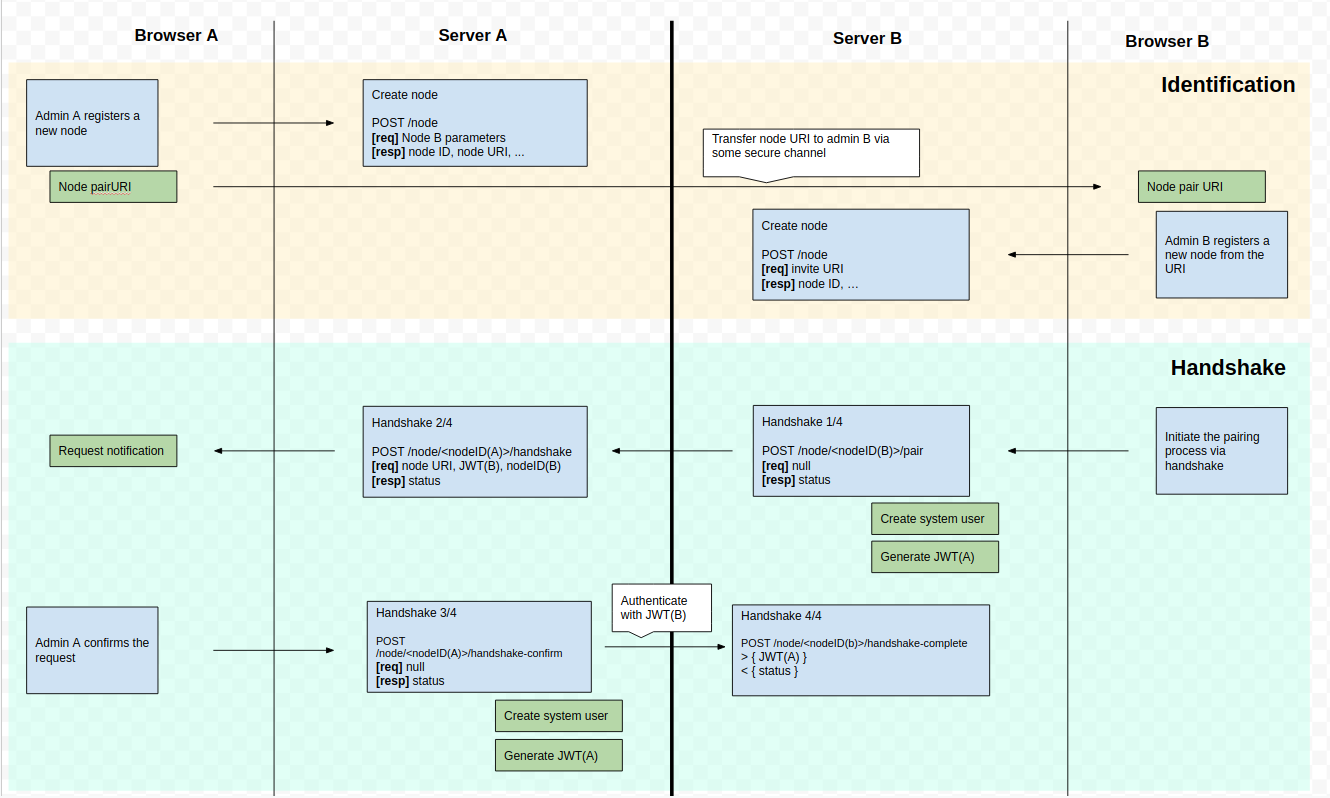 Browser A
Server A
Server B
Browser B
Identification
Admin A registers a
new node
Create node
POST /node
[req] Node B parameters
[resp] node ID, node URI, ...
Transfer node URI to admin B via
some secure channel
Node pairURI
Node pair URI
Create node
POST /node
[req] invite URI
[resp] node ID, …
Admin B registers a
new node from the
URI
Handshake
Request notification
Handshake 2/4
POST /node/<nodeID(A)>/handshake
[req] node URI, JWT(B), nodeID(B)
[resp] status
Handshake 1/4
POST /node/<nodeID(B)>/pair
[req] null
[resp] status
Initiate the pairing
process via
handshake
Create system user
Generate JWT(A)
Admin A confirms the
request
Handshake 3/4
POST
/node/<nodeID(A)>/handshake-confirm
[req] null
[resp] status
Authenticate
with JWT(B)
Handshake 4/4
POST /node/<nodeID(b)>/handshake-complete
> { JWT(A) }
< { status }
Create system user
Generate JWT(A)